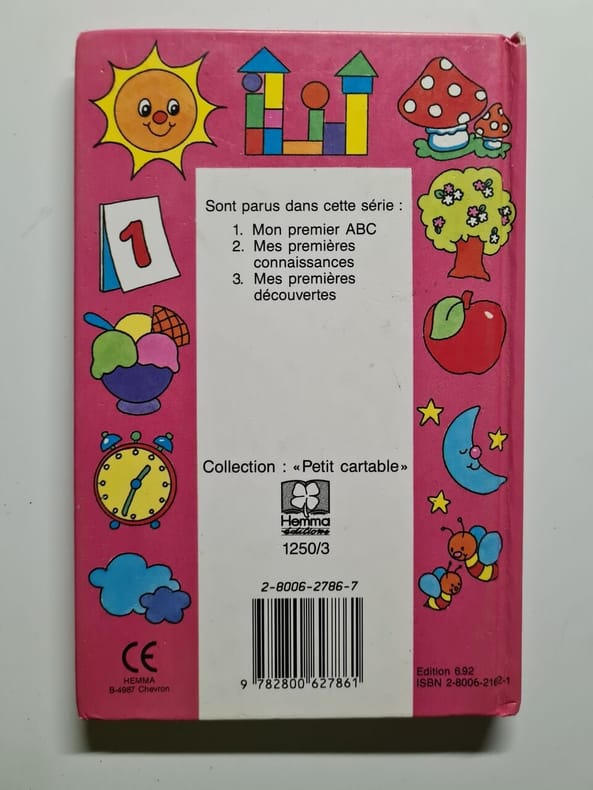 Sont parus dans cette série :
1. Mon premier ABC
2. Mes premières
connaissances
3. Mes premières
découvertes
1
Collection : «Petit cartable»
Hemma
éditions
1250/3
2-8006-2786-7
9 782800 627861
CE
HEMMA
B-4987 Chevron
Edition 6.92
ISBN